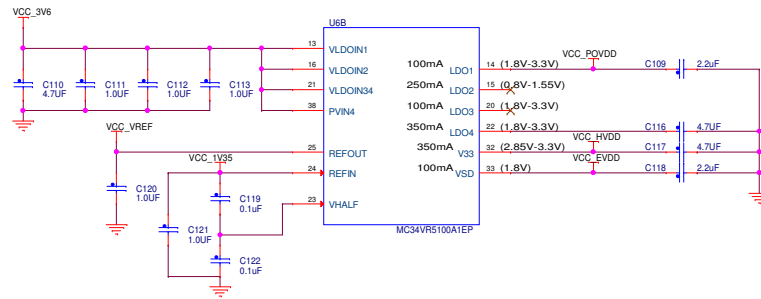 VCC_3V6
U6B
13 VLDOIN1
16 VLDOIN2
21 VLDOIN34
38 PVIN4
25 REFOUT
24 REFIN
23 VHALF
100mA LDO1 14 (1.8V-3.3V)
250mA LDO2 15 (0.8V-1.55V)
100mA LDO3 20 (1.8V-3.3V)
350mA LDO4 22 (1.8V-3.3V)
350mA V33 32 (2.85V-3.3V)
100mA VSD 33 (1.8V)
MC34VR5100A1EP
VCC_POVDD
VCC_HVDD
VCC_EVDD
C109 2.2uF
C116 4.7UF
C117 4.7UF
C118 2.2uF
C110
4.7UF
C111
1.0UF
C112
1.0UF
C113
1.0UF
VCC_VREF
C120
1.0UF
VCC_1V35
C119
0.1uF
C121
1.0UF
C122
0.1uF